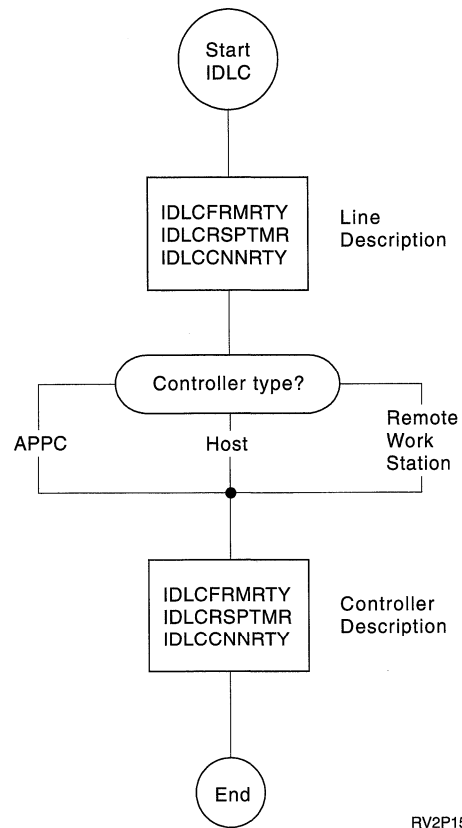 Start
IDLC
IDLCFRMRTY
IDLCRSPTMR
IDLCCNNRTY
Line
Description
Controller type?
APPC
Host
Remote
Work
Station
IDLCFRMRTY
IDLCRSPTMR
IDLCCNNRTY
Controller
Description
End
RV2P15